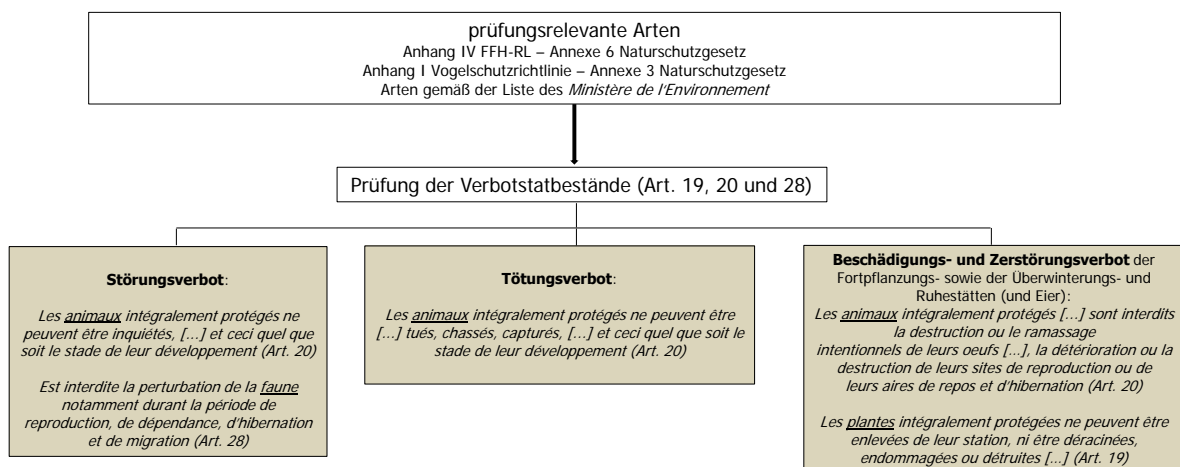 prüfungsrelevante Arten
Anhang IV FFH-RL – Annexe 6 Naturschutzgesetz
Anhang I Vogelschutzrichtlinie – Annexe 3 Naturschutzgesetz
Arten gemäß der Liste des Ministère de l'Environnement
Prüfung der Verbotstatbestände (Art. 19, 20 und 28)
Störungsverbot:
Les animaux intégralement protégés ne
peuvent être inquiétés, [...] et ceci quel que
soit le stade de leur développement (Art. 20)
Est interdite la perturbation de la faune
notamment durant la période de
reproduction, de dépendance, d'hibernation
et de migration (Art. 28)
Tötungsverbot:
Les animaux intégralement protégés ne peuvent être
[...] tués, chassés, capturés, [...] et ceci quel que soit le
stade de leur développement (Art. 20)
Beschädigungs- und Zerstörungsverbot der
Fortpflanzungs- sowie der Überwinterungs- und
Ruhestätten (und Eier):
Les animaux intégralement protégés [...] sont interdits
la destruction ou le ramassage
intentionnels de leurs oeufs [...], la détérioration ou la
destruction de leurs sites de reproduction ou de
leurs aires de repos et d'hibernation (Art. 20)
Les plantes intégralement protégées ne peuvent être
enlevées de leur station, ni être déracinées,
endommagées ou détruites [...] (Art. 19)